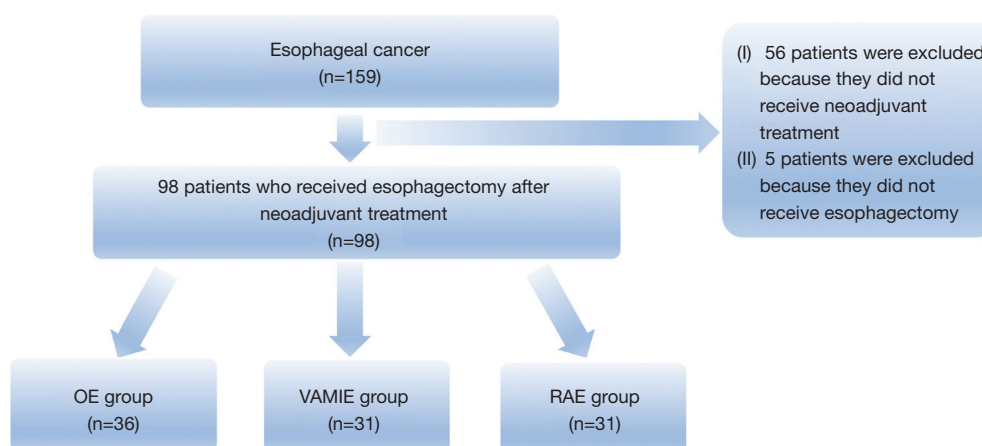 Esophageal cancer
(n=159)
(I) 56 patients were excluded
because they did not
receive neoadjuvant
treatment
(II) 5 patients were excluded
because they did not
receive esophagectomy
98 patients who received esophagectomy after
neoadjuvant treatment
(n=98)
OE group
(n=36)
VAMIE group
(n=31)
RAE group
(n=31)